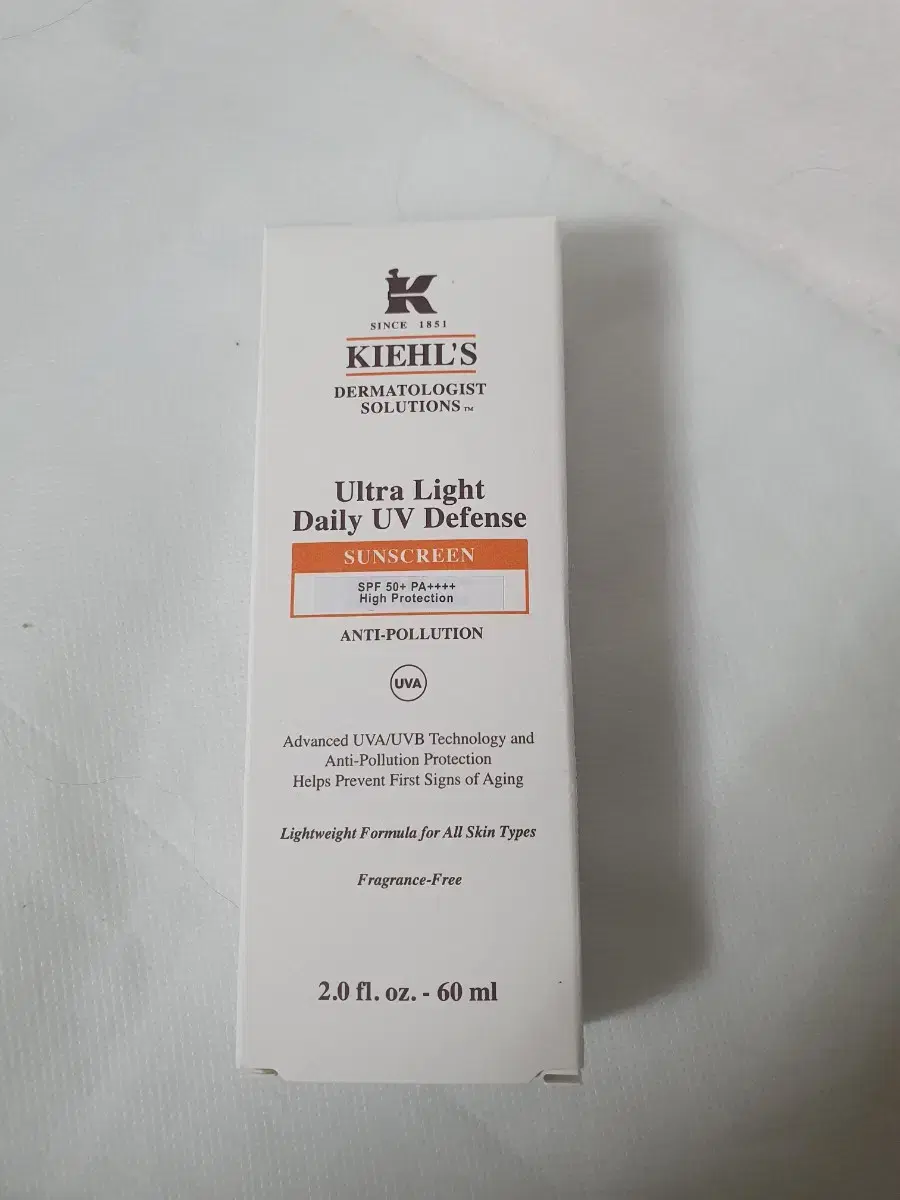 K
SINCE 1851
KIEHL'S
DERMATOLOGIST
SOLUTIONS™
Ultra Light
Daily UV Defense
SUNSCREEN
SPF 50+ PA++++
High Protection
ANTI-POLLUTION
UVA
Advanced UVA/UVB Technology and
Anti-Pollution Protection
Helps Prevent First Signs of Aging
Lightweight Formula for All Skin Types
Fragrance-Free
2.0 fl. oz. - 60 ml